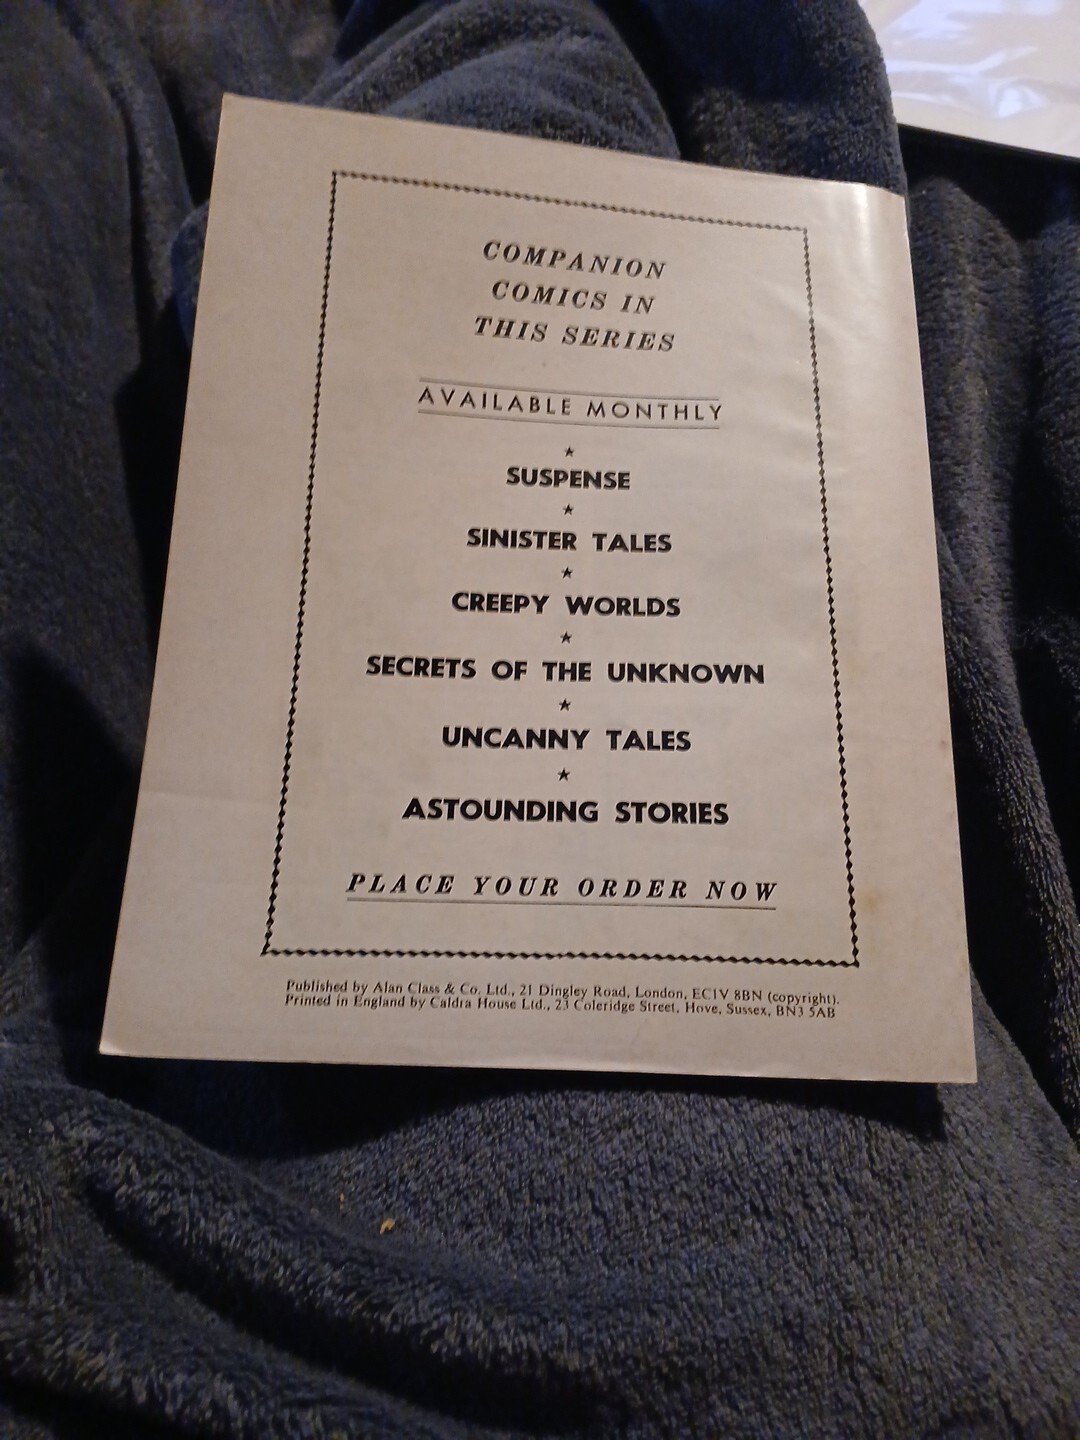 COMPANION
COMICS IN
THIS SERIES
AVAILABLE MONTHLY
★
SUSPENSE
★
SINISTER TALES
★
CREEPY WORLDS
★
SECRETS OF THE UNKNOWN
★
UNCANNY TALES
★
ASTOUNDING STORIES
PLACE YOUR ORDER NOW
Published by Alan Class & Co. Ltd., 21 Dingley Road, London, EC1V 8BN (copyright).
Printed in England by Caldra House Ltd., 23 Coleridge Street, Hove, Sussex, BN3 5AB